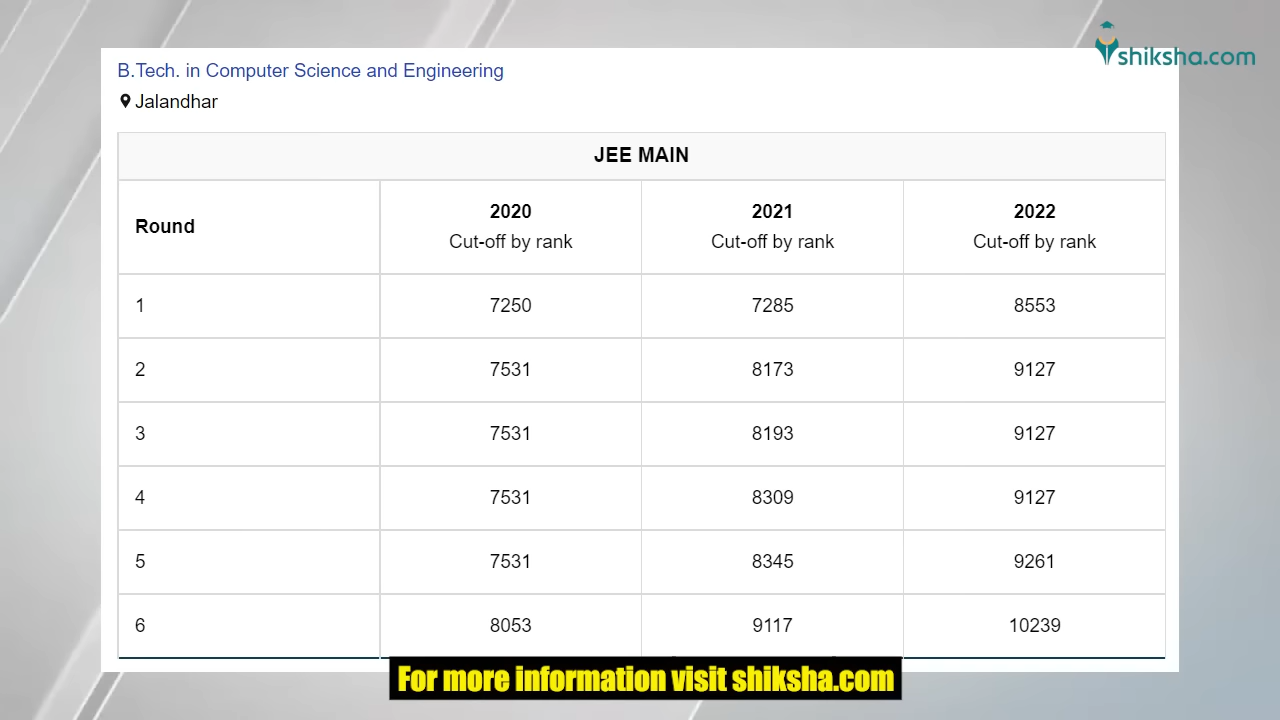 shiksha.com
B.Tech. in Computer Science and Engineering
Jalandhar
JEE MAIN
Round 2020 2021 2022
Cut-off by rank Cut-off by rank Cut-off by rank
1 7250 7285 8553
2 7531 8173 9127
3 7531 8193 9127
4 7531 8309 9127
5 7531 8345 9261
6 8053 9117 10239
For more information visit shiksha.com